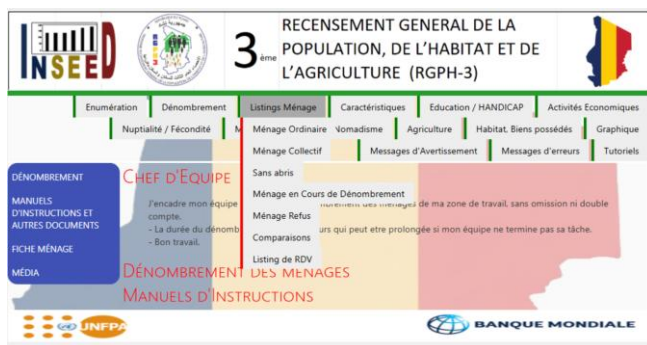 INSEED
3ème
RECENSEMENT GENERAL DE LA
POPULATION, DE L'HABITAT ET DE
L'AGRICULTURE (RGPH-3)
Enumération Dénombrement Listings Ménage Caractéristiques Education / HANDICAP Activités Economiques
Nuptialité / Fécondité M Ménage Ordinaire Nomadisme Agriculture Habitat, Biens possédés Graphique
Ménage Collectif Messages d'Avertissement Messages d'erreurs Tutoriels
Sans abris
Ménage en Cours de Dénombrement
Ménage Refus
Comparaisons
Listing de RDV
DÉNOMBREMENT
MANUELS
D'INSTRUCTIONS ET
AUTRES DOCUMENTS
FICHE MÉNAGE
MÉDIA
CHEF D'EQUIPE
J'encadre mon équipe brement des ménages de ma zone de travail, sans omission ni double
compte.
- La durée du dénomb urs qui peut etre prolongée si mon équipe ne termine pas sa tâche.
- Bon travail.
DÉNOMBREMENT DES MÉNAGES
MANUELS D'INSTRUCTIONS
UNFPA
BANQUE MONDIALE